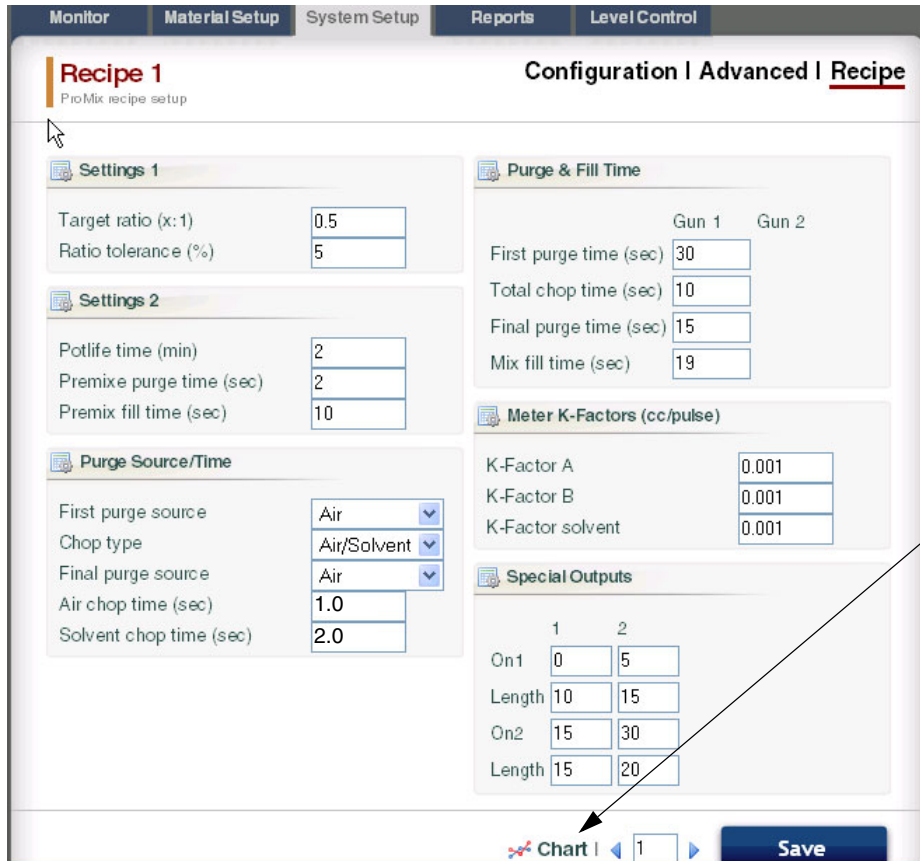 Monitor Material Setup System Setup Reports Level Control
Recipe 1
ProMix recipe setup
Configuration I Advanced I Recipe
Settings 1
Target ratio (x:1) 0.5
Ratio tolerance (%) 5
Settings 2
Potlife time (min) 2
Premixe purge time (sec) 2
Premix fill time (sec) 10
Purge Source/Time
First purge source Air
Chop type Air/Solvent
Final purge source Air
Air chop time (sec) 1.0
Solvent chop time (sec) 2.0
Purge & Fill Time
Gun 1 Gun 2
First purge time (sec) 30
Total chop time (sec) 10
Final purge time (sec) 15
Mix fill time (sec) 19
Meter K-Factors (cc/pulse)
K-Factor A 0.001
K-Factor B 0.001
K-Factor solvent 0.001
Special Outputs
1 2
On1 0 5
Length 10 15
On2 15 30
Length 15 20
Chart | 1 Save